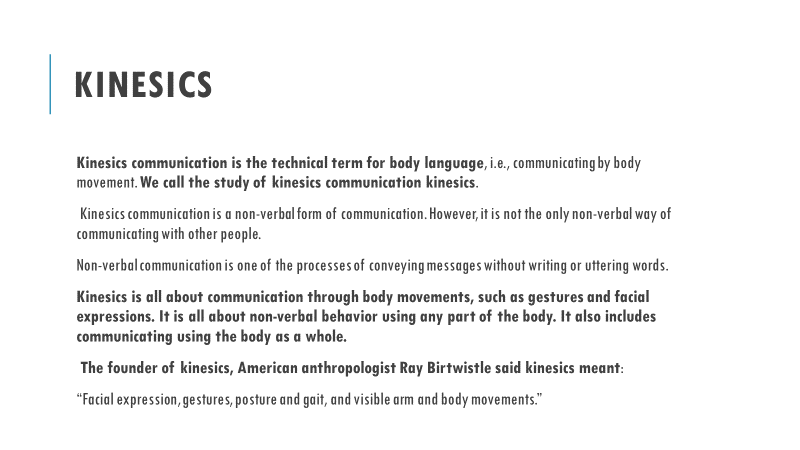 KINESICS
Kinesics communication is the technical term for body language, i.e., communicating by body
movement. We call the study of kinesics communication kinesics.
Kinesics communication is a non-verbal form of communication. However, it is not the only non-verbal way of
communicating with other people.
Non-verbal communication is one of the processes of conveying messages without writing or uttering words.
Kinesics is all about communication through body movements, such as gestures and facial
expressions. It is all about non-verbal behavior using any part of the body. It also includes
communicating using the body as a whole.
The founder of kinesics, American anthropologist Ray Birtwistle said kinesics meant:
“Facial expression, gestures, posture and gait, and visible arm and body movements.”